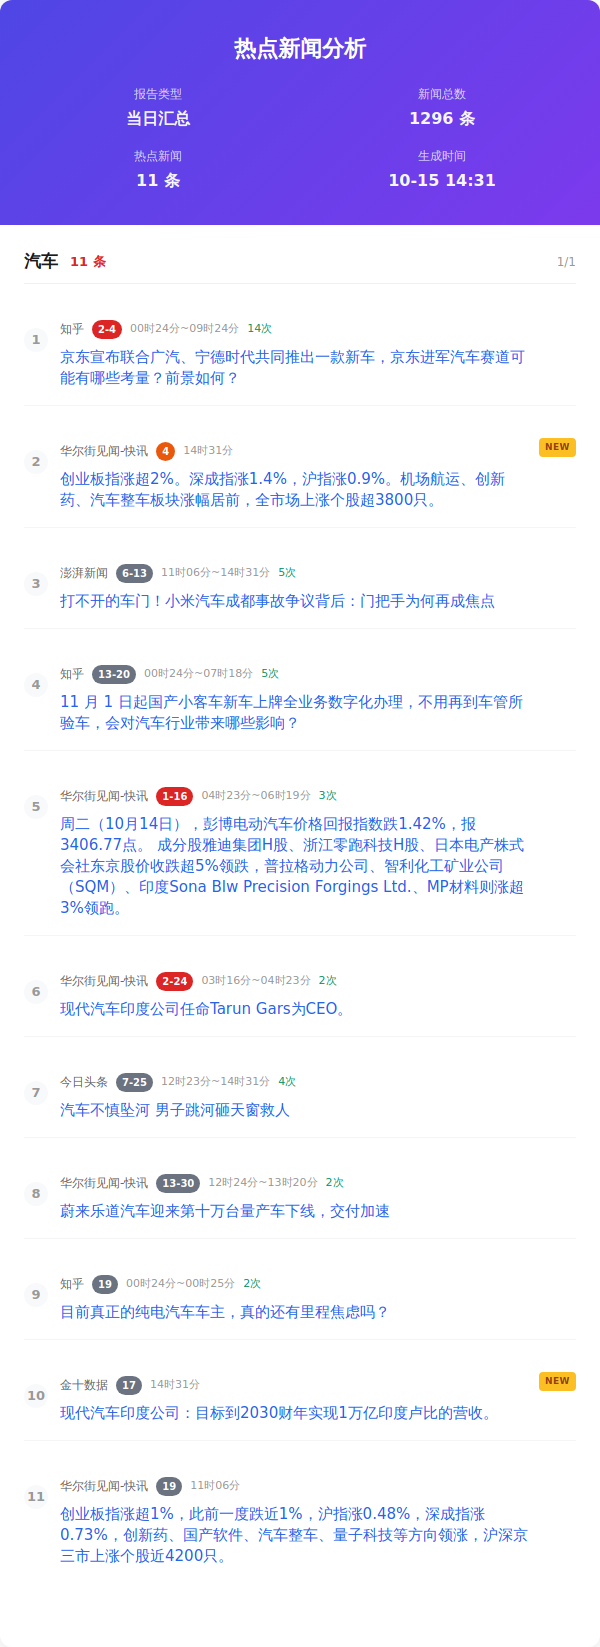 热点新闻分析
报告类型
当日汇总
新闻总数
1296 条
热点新闻
11 条
生成时间
10-15 14:31
汽车 11 条 1/1
1
知乎 2-4 00时24分~09时24分 14次
京东宣布联合广汽、宁德时代共同推出一款新车，京东进军汽车赛道可
能有哪些考量？前景如何？
2
华尔街见闻-快讯 4 14时31分 NEW
创业板指涨超2%。深成指涨1.4%，沪指涨0.9%。机场航运、创新
药、汽车整车板块涨幅居前，全市场上涨个股超3800只。
3
澎湃新闻 6-13 11时06分~14时31分 5次
打不开的车门！小米汽车成都事故争议背后：门把手为何再成焦点
4
知乎 13-20 00时24分~07时18分 5次
11 月 1 日起国产小客车新车上牌全业务数字化办理，不用再到车管所
验车，会对汽车行业带来哪些影响？
5
华尔街见闻-快讯 1-16 04时23分~06时19分 3次
周二（10月14日），彭博电动汽车价格回报指数跌1.42%，报
3406.77点。 成分股雅迪集团H股、浙江零跑科技H股、日本电产株式
会社东京股价收跌超5%领跌，普拉格动力公司、智利化工矿业公司
（SQM）、印度Sona Blw Precision Forgings Ltd.、MP材料则涨超
3%领跑。
6
华尔街见闻-快讯 2-24 03时16分~04时23分 2次
现代汽车印度公司任命Tarun Gars为CEO。
7
今日头条 7-25 12时23分~14时31分 4次
汽车不慎坠河 男子跳河砸天窗救人
8
华尔街见闻-快讯 13-30 12时24分~13时20分 2次
蔚来乐道汽车迎来第十万台量产车下线，交付加速
9
知乎 19 00时24分~00时25分 2次
目前真正的纯电汽车车主，真的还有里程焦虑吗？
10
金十数据 17 14时31分 NEW
现代汽车印度公司：目标到2030财年实现1万亿印度卢比的营收。
11
华尔街见闻-快讯 19 11时06分
创业板指涨超1%，此前一度跌近1%，沪指涨0.48%，深成指涨
0.73%，创新药、国产软件、汽车整车、量子科技等方向领涨，沪深京
三市上涨个股近4200只。